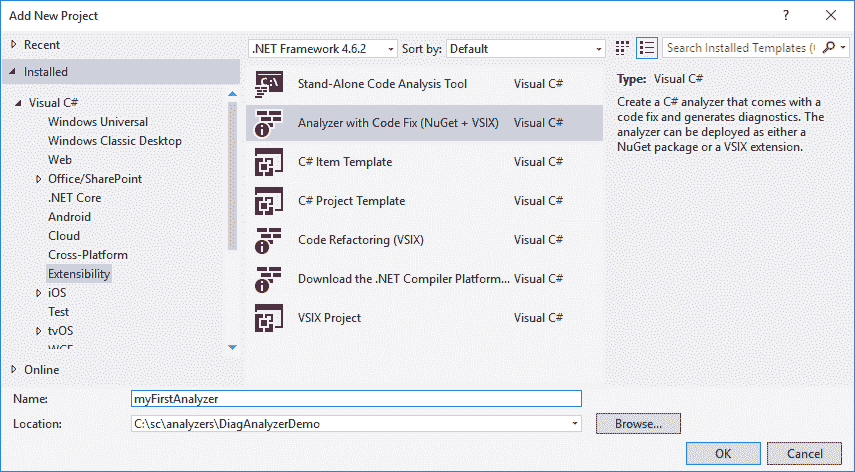 Add New Project
?
Recent
Installed
Visual C#
Windows Universal
Windows Classic Desktop
Web
Office/SharePoint
.NET Core
Android
Cloud
Cross-Platform
Extensibility
iOS
Test
tvOS
WCF
Online
.NET Framework 4.6.2
Sort by: Default
Search Installed Templates (
C:\
Stand-Alone Code Analysis Tool Visual C#
Analyzer with Code Fix (NuGet + VSIX) Visual C#
C# Item Template Visual C#
C# Project Template Visual C#
Code Refactoring (VSIX) Visual C#
Download the .NET Compiler Platform... Visual C#
VSIX Project Visual C#
Type: Visual C#
Create a C# analyzer that comes with a
code fix and generates diagnostics. The
analyzer can be deployed as either a
NuGet package or a VSIX extension.
Name: myFirstAnalyzer
Location: C:\sc\analyzers\DiagAnalyzerDemo
Browse...
OK
Cancel